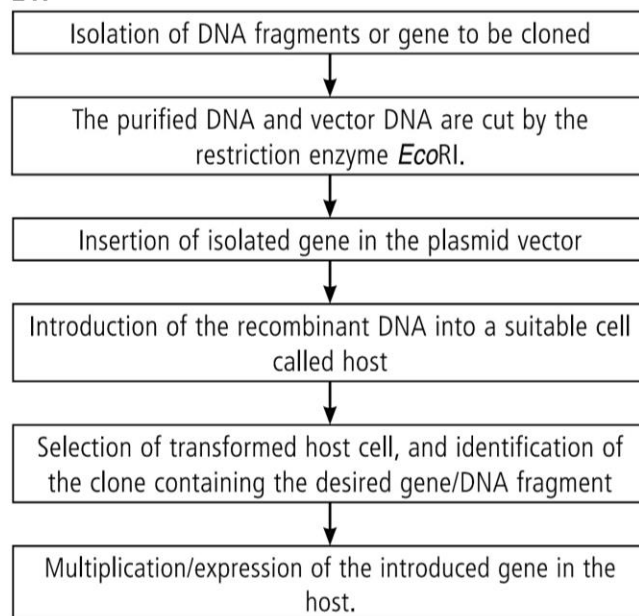 Isolation of DNA fragments or gene to be cloned
The purified DNA and vector DNA are cut by the
restriction enzyme EcoRI.
Insertion of isolated gene in the plasmid vector
Introduction of the recombinant DNA into a suitable cell
called host
Selection of transformed host cell, and identification of
the clone containing the desired gene/DNA fragment
Multiplication/expression of the introduced gene in the
host.